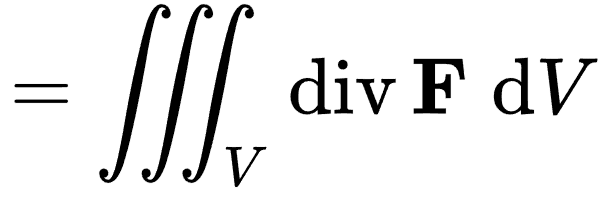 = ∭_V div F dV